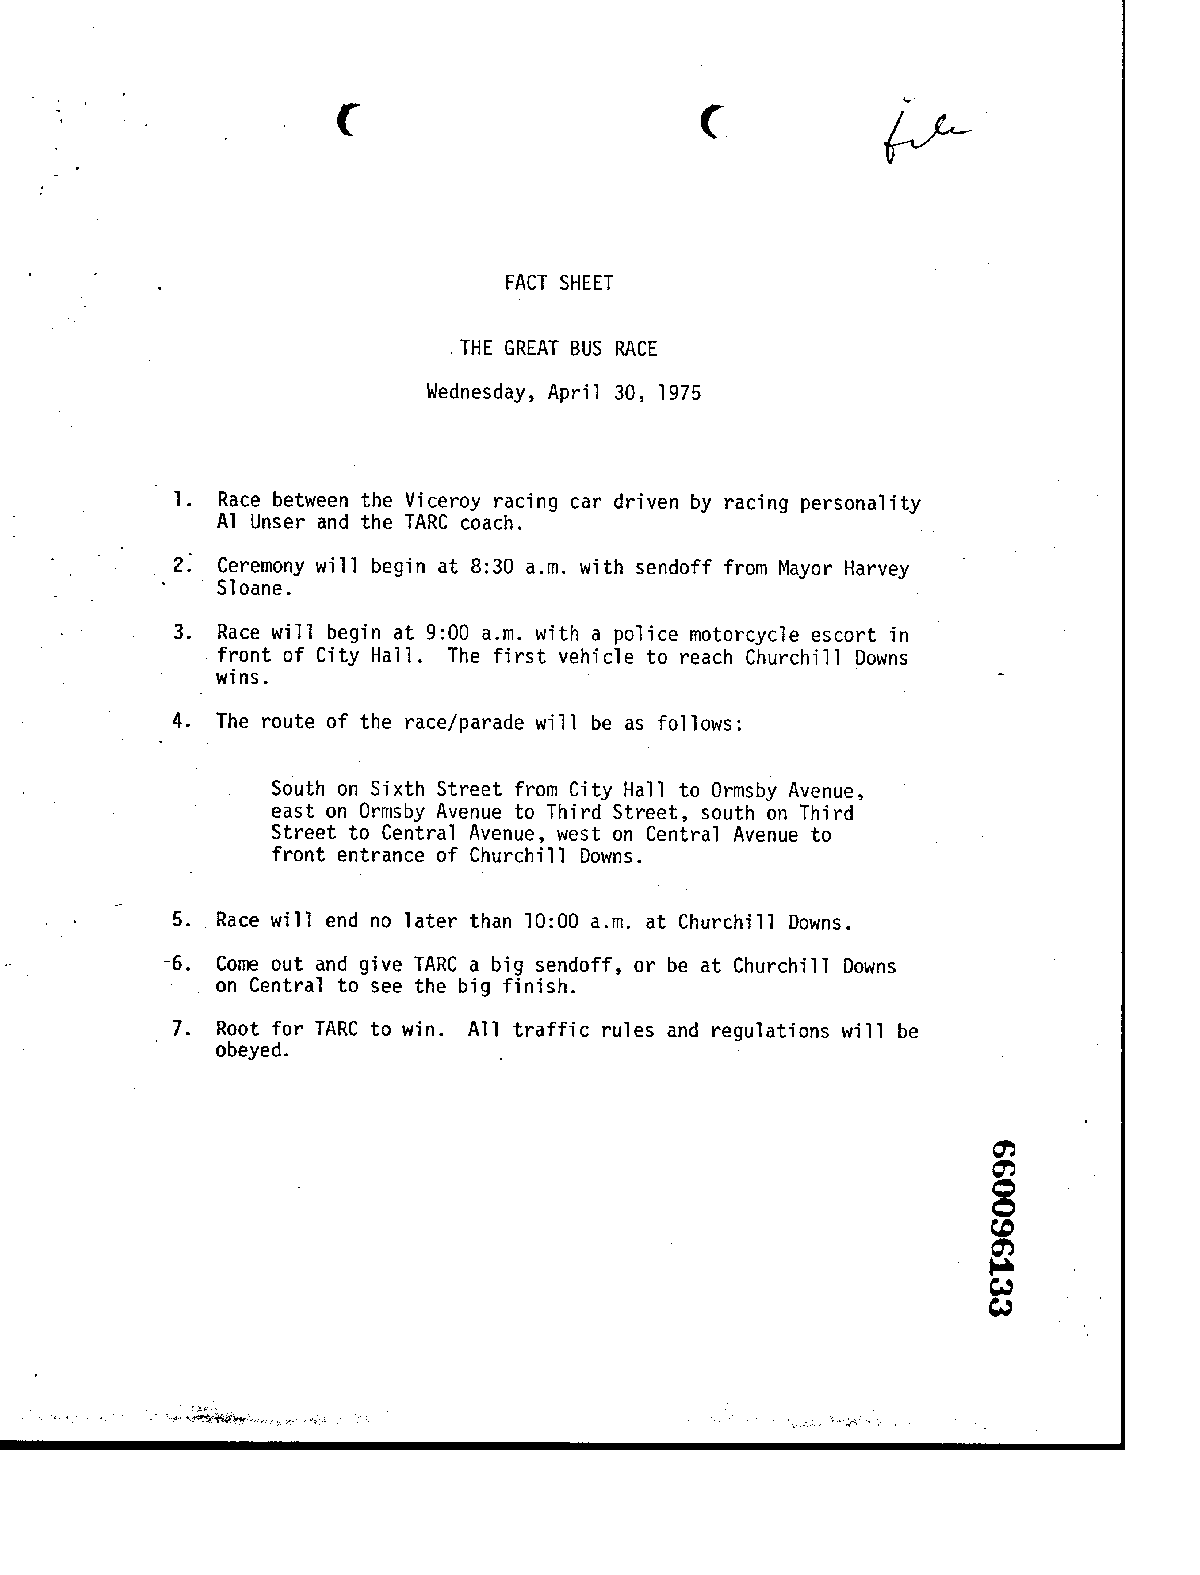 file
FACT SHEET
THE GREAT BUS RACE
Wednesday, April 30, 1975
1. Race between the Viceroy racing car driven by racing personality
Al Unser and the TARC coach.
2. Ceremony will begin at 8:30 a.m. with sendoff from Mayor Harvey
Sloane.
3. Race will begin at 9:00 a.m. with a police motorcycle escort in
front of City Hall. The first vehicle to reach Churchill Downs
wins.
4. The route of the race/parade will be as follows:
South on Sixth Street from City Hall to Ormsby Avenue,
east on Ormsby Avenue to Third Street, south on Third
Street to Central Avenue, west on Central Avenue to
front entrance of Churchill Downs.
5. Race will end no later than 10:00 a.m. at Churchill Downs.
6. Come out and give TARC a big sendoff, or be at Churchill Downs
on Central to see the big finish.
7. Root for TARC to win. All traffic rules and regulations will be
obeyed.
660096133